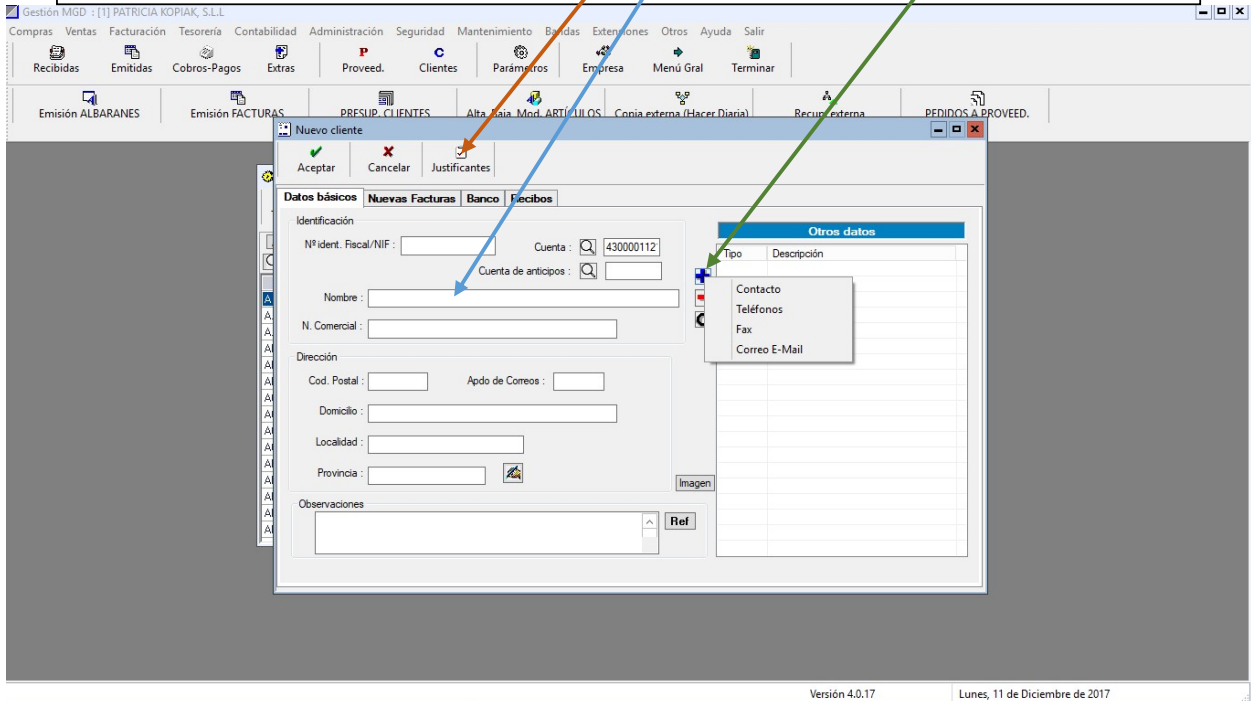 Gestión MGD : [1] PATRICIA KOPIAK, S.L.L
Compras Ventas Facturación Tesorería Contabilidad Administración Seguridad Mantenimiento Bandas Extensiones Otros Ayuda Salir
P C
Recibidas Emitidas Cobros-Pagos Extras Proveed. Clientes Parámetros Empresa Menú Gral Terminar
Emisión ALBARANES Emisión FACTURAS PRESUP. CLIENTES Alta, Baja, Mod. ARTÍCULOS Copia externa (Hacer Diaria) Recup. externa PEDIDOS A PROVEED.
Nuevo cliente
Aceptar Cancelar Justificantes
Datos básicos Nuevas Facturas Banco Recibos
Identificación
Otros datos
Nº ident. Fiscal/NIF : Cuenta : 430000112
Tipo Descripción
Cuenta de anticipos :
Contacto
Nombre :
Teléfonos
N. Comercial :
Fax
Correo E-Mail
Dirección
Cod. Postal : Apdo de Correos :
Domicilio :
Localidad :
Provincia :
Imagen
Observaciones
Ref
Versión 4.0.17 Lunes, 11 de Diciembre de 2017